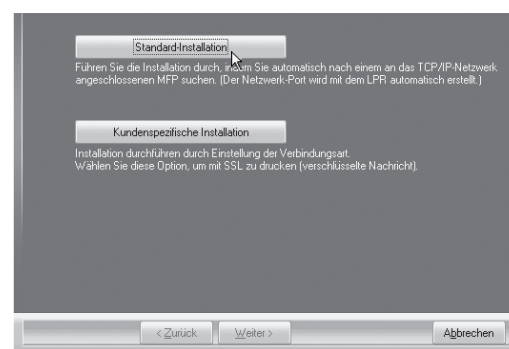 Standard-Installation
Führen Sie die Installation durch, indem Sie automatisch nach einem an das TCP/IP-Netzwerk
angeschlossenen MFP suchen. (Der Netzwerk-Port wird mit dem LPR automatisch erstellt.)
Kundenspezifische Installation
Installation durchführen durch Einstellung der Verbindungsart.
Wählen Sie diese Option, um mit SSL zu drucken (verschlüsselte Nachricht).
< Zurück
Weiter >
Abbrechen